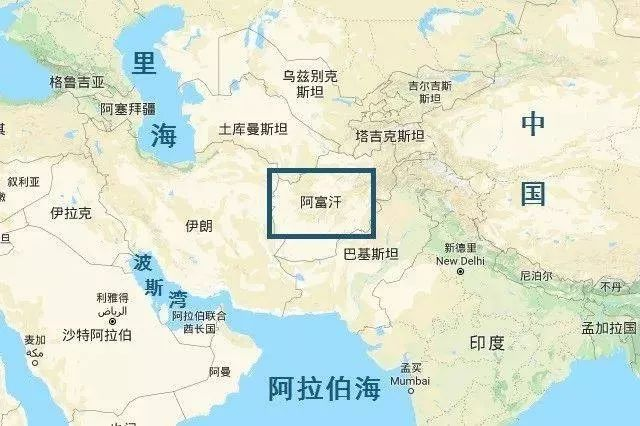 里
海
格鲁吉亚
阿塞拜疆
乌兹别克
斯坦
吉尔吉斯
斯坦
土库曼斯坦
塔吉克斯坦
中
国
叙利亚
伊拉克
伊朗
阿富汗
巴基斯坦
新德里
New Delhi
尼泊尔
不丹
旦
波
斯
湾
利雅得
الرياض
沙特阿拉伯
阿拉伯联合
酋长国
麦加
مكة
阿曼
阿拉伯海
孟买
Mumbai
印度
孟加拉国